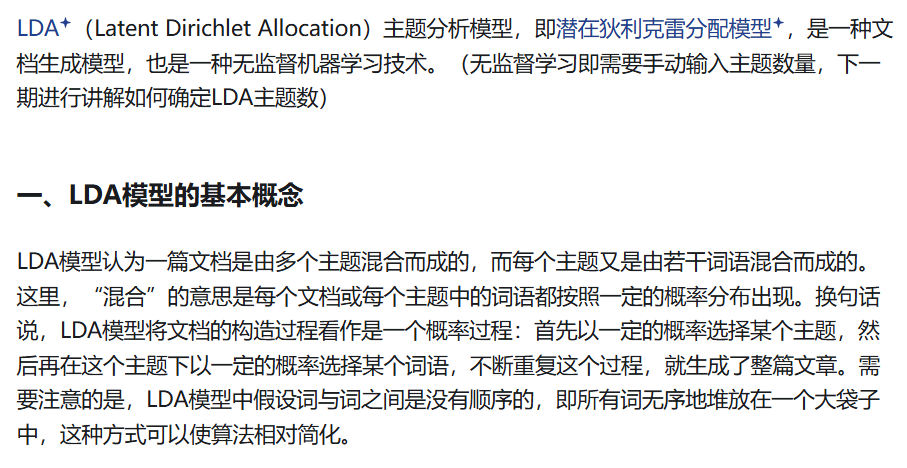 LDA（Latent Dirichlet Allocation）主题分析模型，即潜在狄利克雷分配模型，是一种文
档生成模型，也是一种无监督机器学习技术。（无监督学习即需要手动输入主题数量，下一
期进行讲解如何确定LDA主题数）
一、LDA模型的基本概念
LDA模型认为一篇文档是由多个主题混合而成的，而每个主题又是由若干词语混合而成的。
这里，“混合”的意思是每个文档或每个主题中的词语都按照一定的概率分布出现。换句话
说，LDA模型将文档的构造过程看作是一个概率过程：首先以一定的概率选择某个主题，然
后再在这个主题下以一定的概率选择某个词语，不断重复这个过程，就生成了整篇文章。需
要注意的是，LDA模型中假设词与词之间是没有顺序的，即所有词无序地堆放在一个大袋子
中，这种方式可以使算法相对简化。